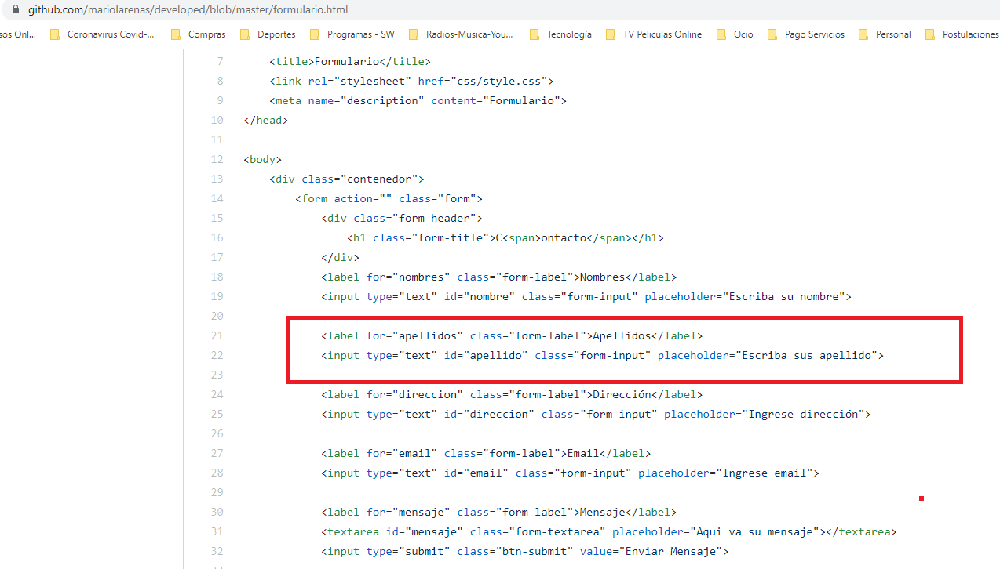 github.com/mariolarenas/developed/blob/master/formulario.html
sos Onl... Coronavirus Covid-... Compras Deportes Programas - SW Radios-Musica-You... Tecnología TV Peliculas Online Ocio Pago Servicios Personal Postulaciones
7 <title>Formulario</title>
8 <link rel="stylesheet" href="css/style.css">
9 <meta name="description" content="Formulario">
10 </head>
11
12 <body>
13 <div class="contenedor">
14 <form action="" class="form">
15 <div class="form-header">
16 <h1 class="form-title">C<span>ontacto</span></h1>
17 </div>
18 <label for="nombres" class="form-label">Nombres</label>
19 <input type="text" id="nombre" class="form-input" placeholder="Escriba su nombre">
20
21 <label for="apellidos" class="form-label">Apellidos</label>
22 <input type="text" id="apellido" class="form-input" placeholder="Escriba sus apellido">
23
24 <label for="direccion" class="form-label">Dirección</label>
25 <input type="text" id="direccion" class="form-input" placeholder="Ingrese dirección">
26
27 <label for="email" class="form-label">Email</label>
28 <input type="text" id="email" class="form-input" placeholder="Ingrese email">
29
30 <label for="mensaje" class="form-label">Mensaje</label>
31 <textarea id="mensaje" class="form-textarea" placeholder="Aqui va su mensaje"></textarea>
32 <input type="submit" class="btn-submit" value="Enviar Mensaje">